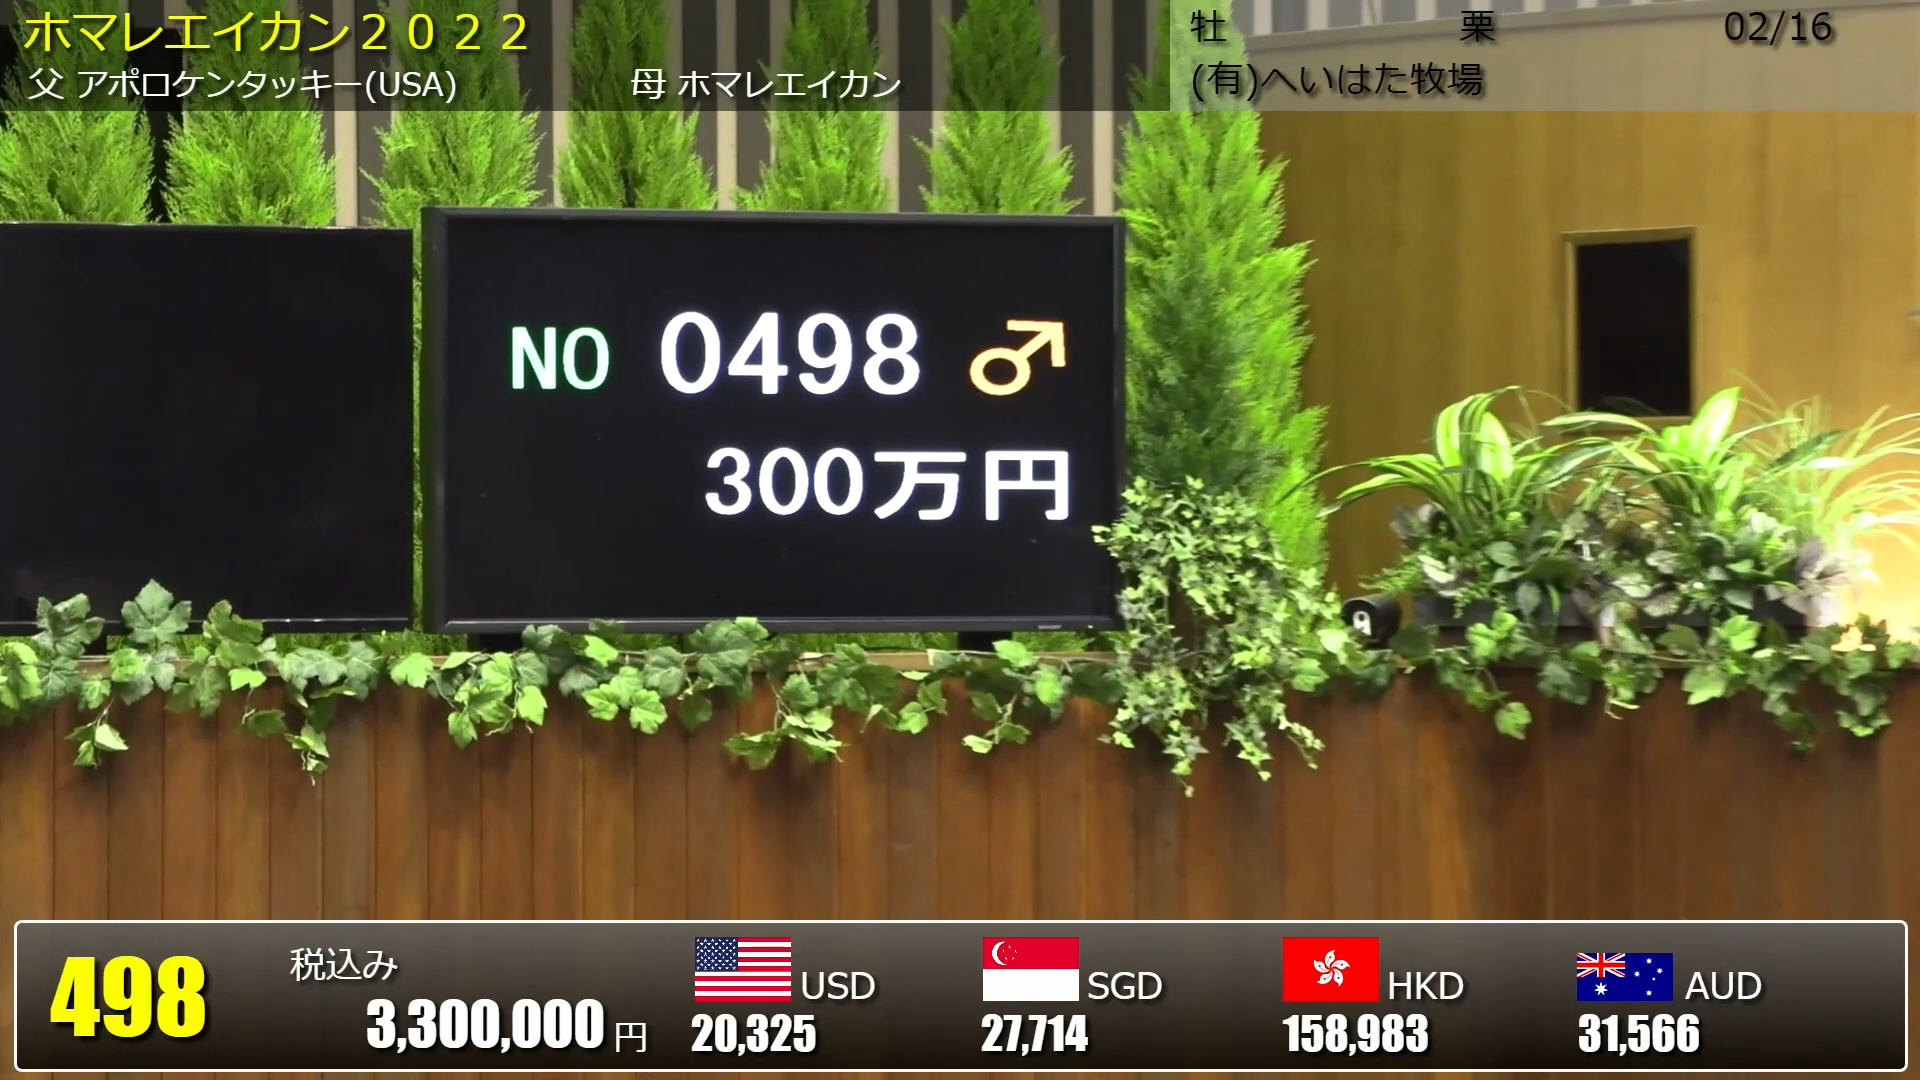 ホマレエイカン２０２２
父 アポロケンタッキー(USA) 母 ホマレエイカン
牡 栗 02/16
(有)へいはた牧場
NO 0498 ♂
300万円
498
税込み
3,300,000 円
USD
20,325
SGD
27,714
HKD
158,983
AUD
31,566